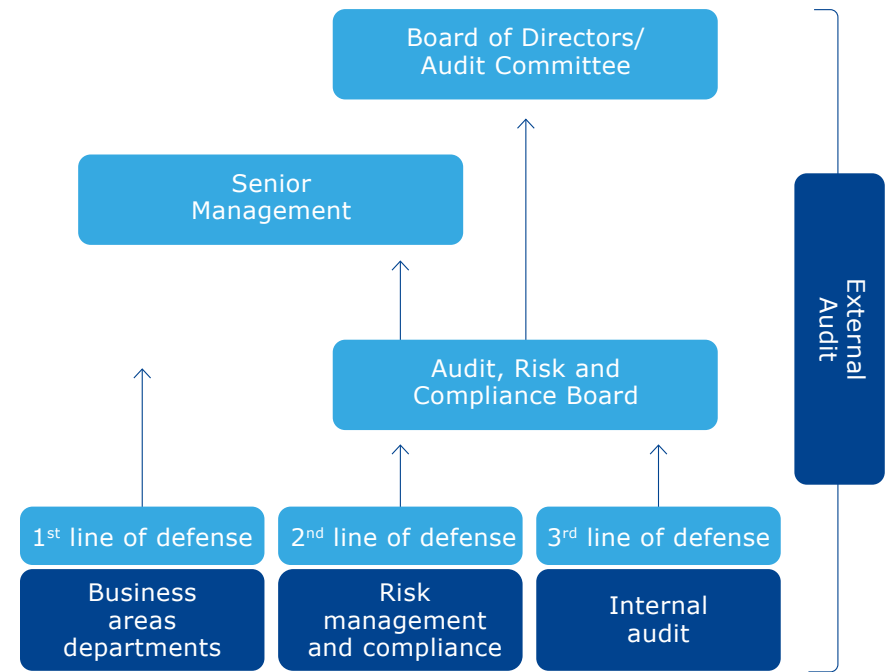 Board of Directors/
Audit Committee
Senior
Management
External
Audit
Audit, Risk and
Compliance Board
1st line of defense
2nd line of defense
3rd line of defense
Business
areas
departments
Risk
management
and compliance
Internal
audit